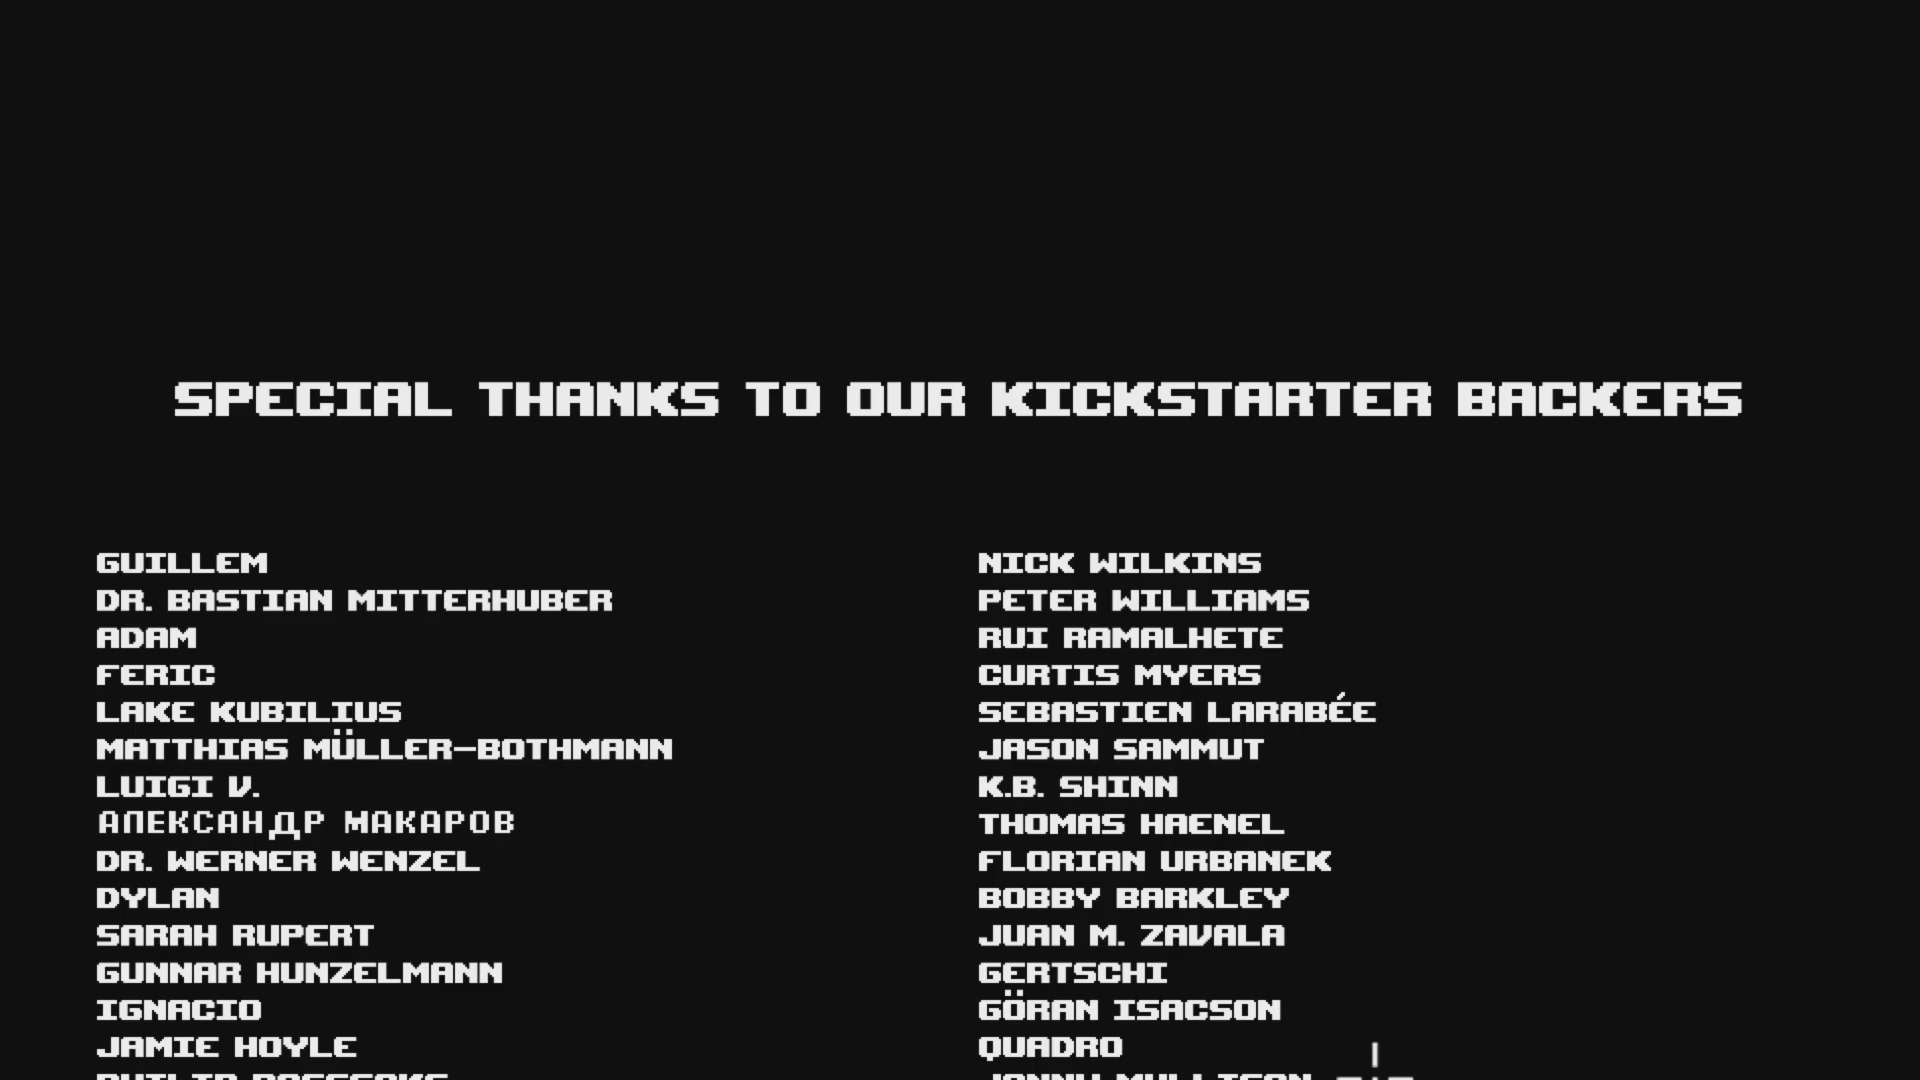 SPECIAL THANKS TO OUR KICKSTARTER BACKERS
GUILLEM
DR. BASTIAN MITTERHUBER
ADAM
FERIC
LAKE KUBILIUS
MATTHIAS MÜLLER-BOTHMANN
LUIGI V.
АЛЕКСАНДР МАКАРОВ
DR. WERNER WENZEL
DYLAN
SARAH RUPERT
GUNNAR HUNZELMANN
IGNACIO
JAMIE HOYLE
NICK WILKINS
PETER WILLIAMS
RUI RAMALHETE
CURTIS MYERS
SEBASTIEN LARABÉE
JASON SAMMUT
K.B. SHINN
THOMAS HAENEL
FLORIAN URBANEK
BOBBY BARKLEY
JUAN M. ZAVALA
GERTSCHI
GÖRAN ISACSON
QUADRO